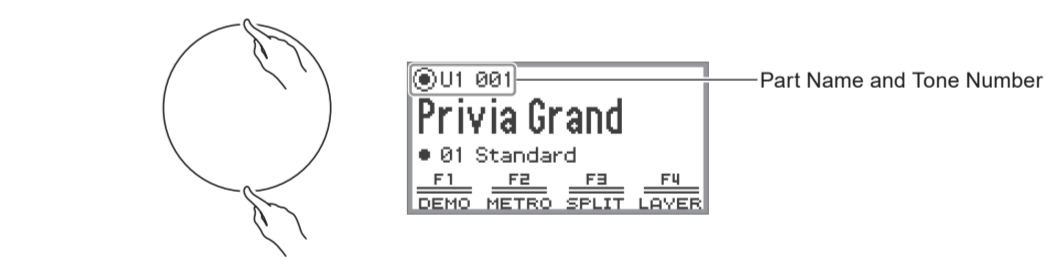 U1 001
Part Name and Tone Number
Privia Grand
01 Standard
F1 F2 F3 F4
DEMO METRO SPLIT LAYER